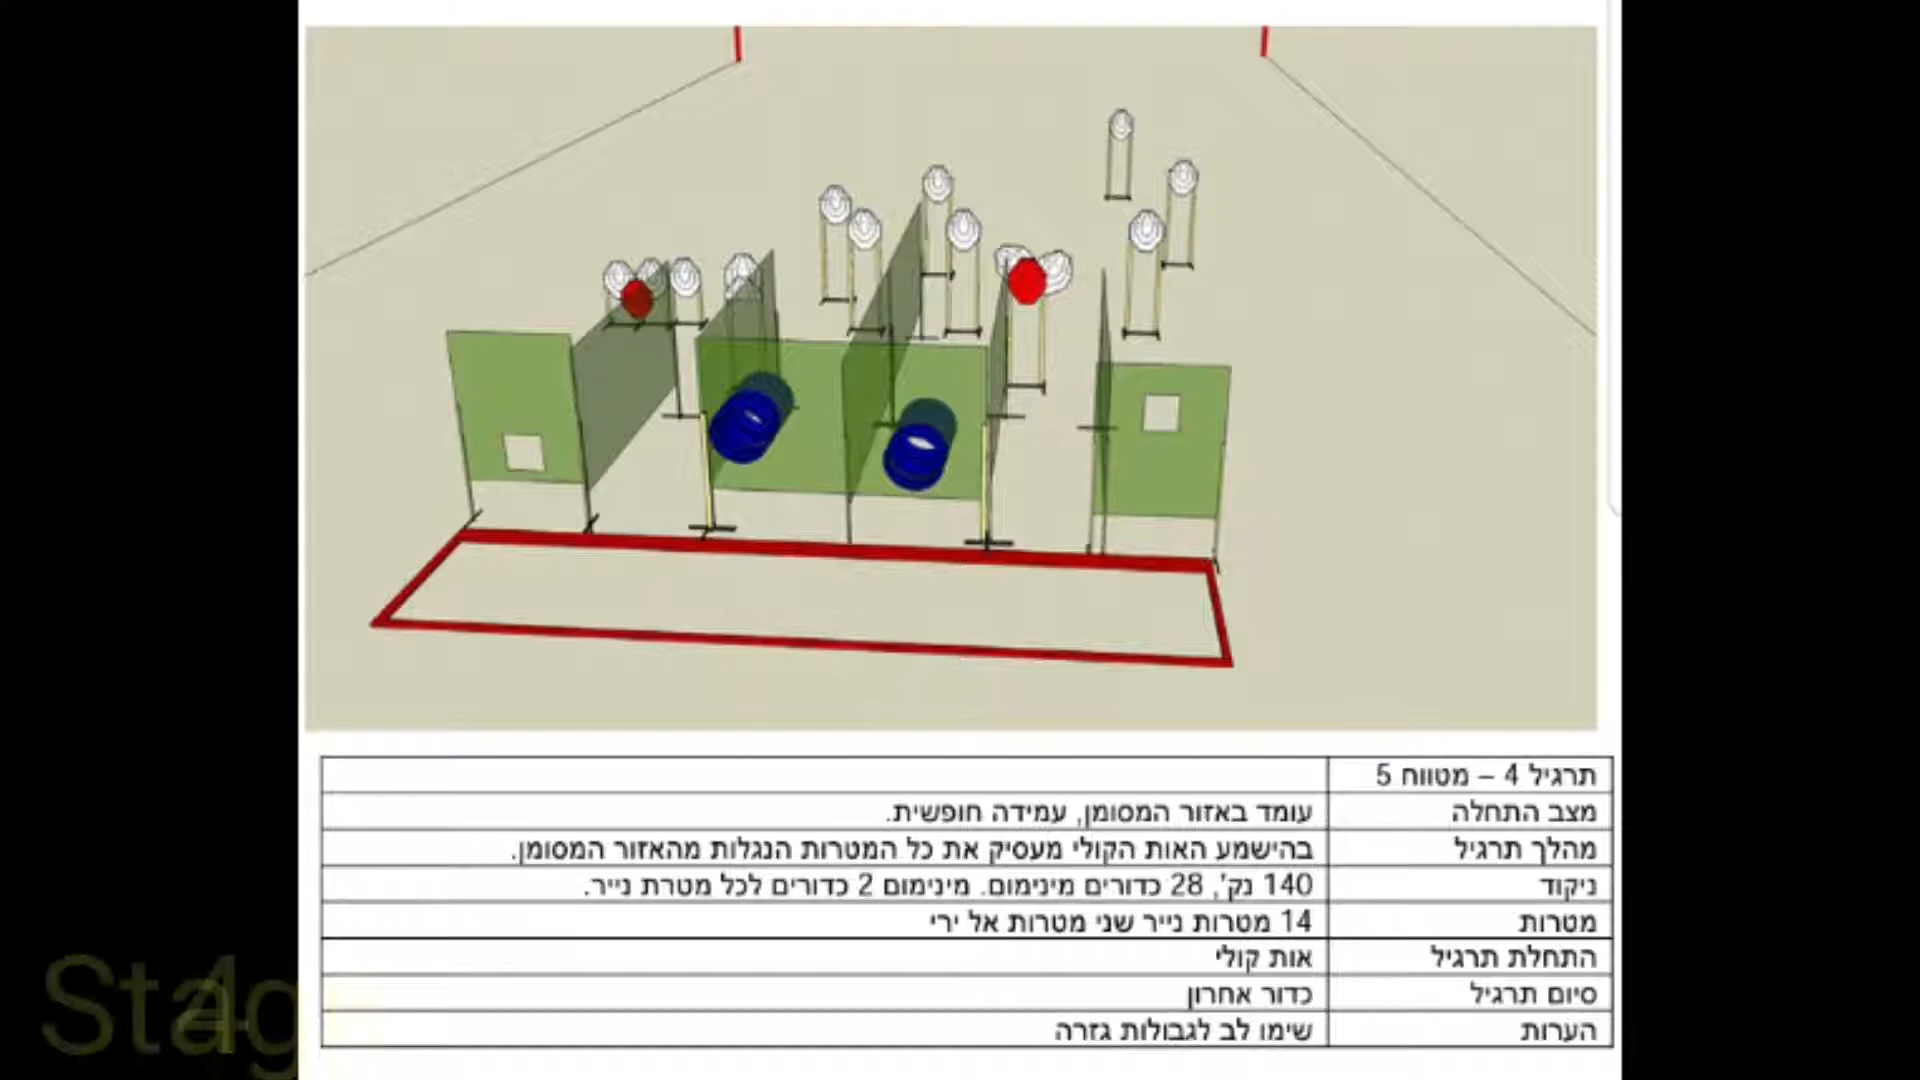 תרגיל 4 – מטווח 5
מצב התחלה עומד באזור המסומן, עמידה חופשית.
מהלך תרגיל בהישמע האות הקולי מעסיק את כל המטרות הנגלות מהאזור המסומן.
ניקוד 140 נק', 28 כדורים מינימום. מינימום 2 כדורים לכל מטרת נייר.
מטרות 14 מטרות נייר שני מטרות אל ירי
התחלת תרגיל אות קולי
סיום תרגיל כדור אחרון
הערות שימו לב לגבולות גזרה
4